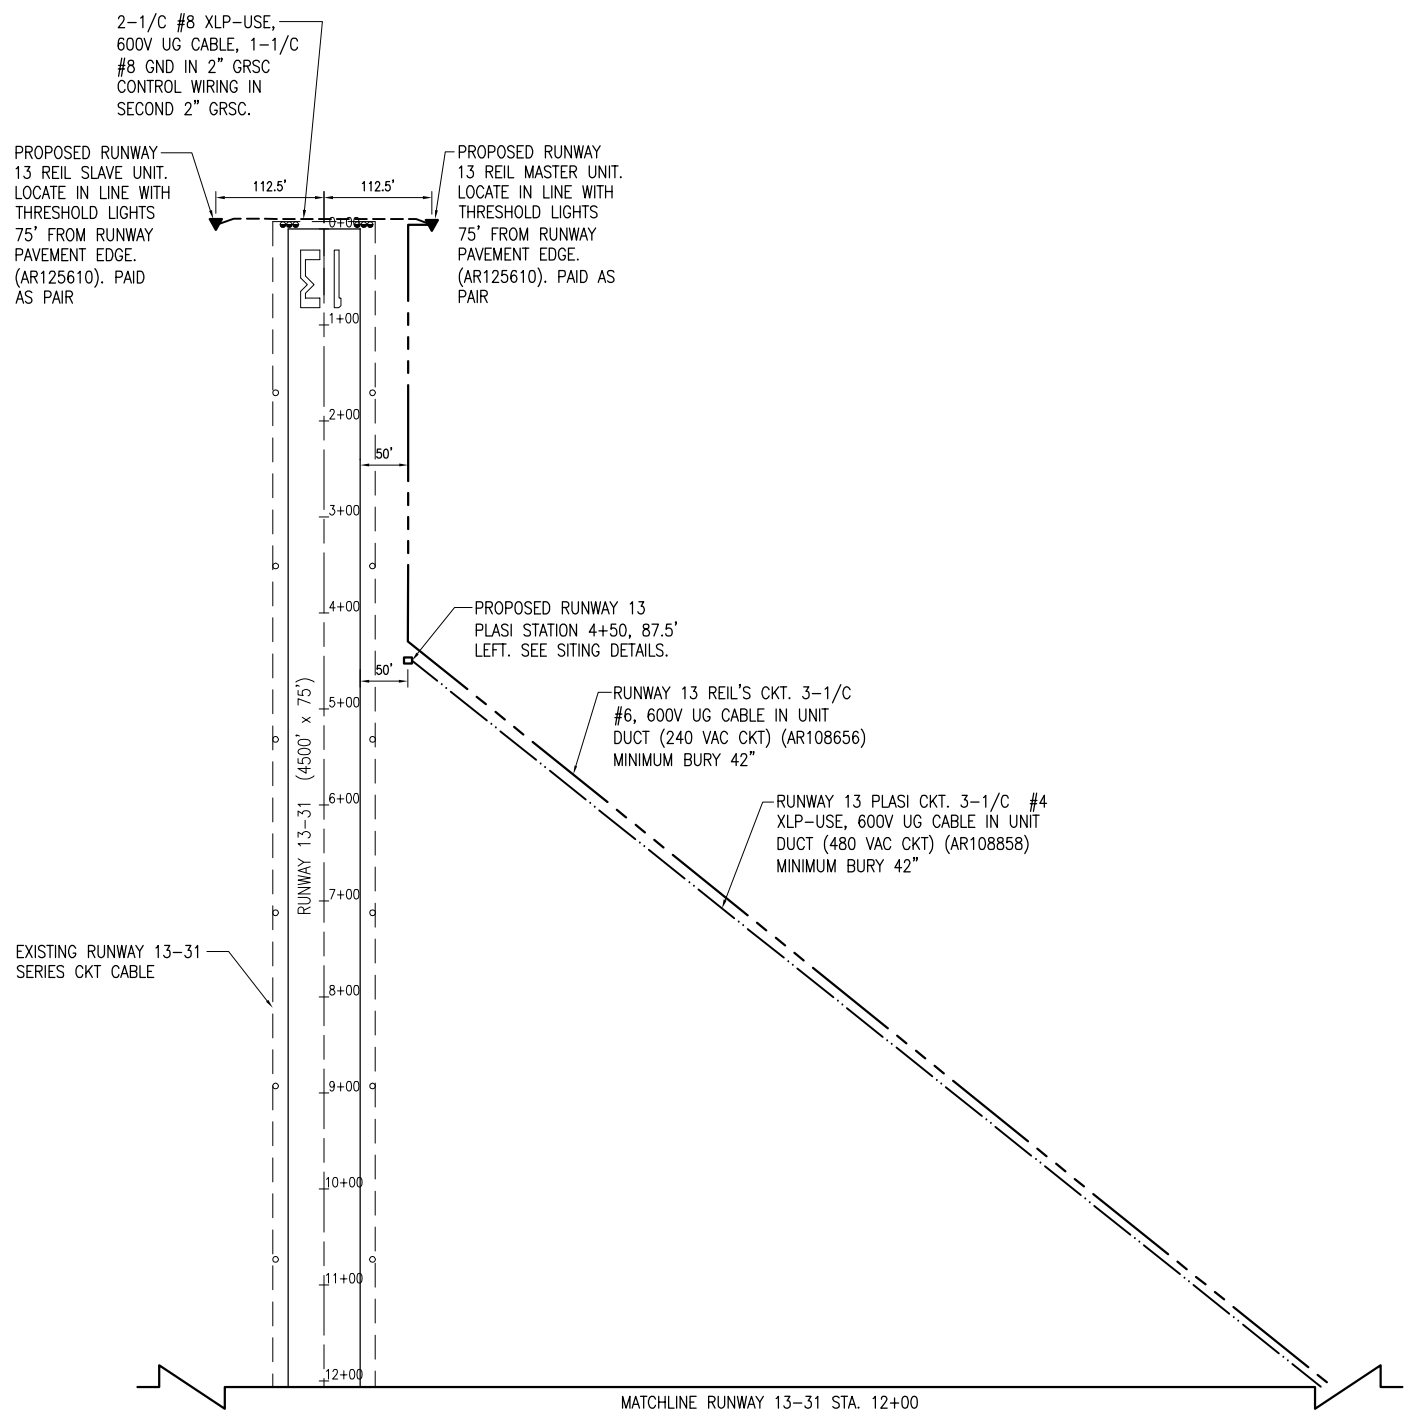 2-1/C #8 XLP-USE,
600V UG CABLE, 1-1/C
#8 GND IN 2" GRSC
CONTROL WIRING IN
SECOND 2" GRSC.
PROPOSED RUNWAY
13 REIL SLAVE UNIT.
LOCATE IN LINE WITH
THRESHOLD LIGHTS
75' FROM RUNWAY
PAVEMENT EDGE.
(AR125610). PAID
AS PAIR
112.5'
112.5'
PROPOSED RUNWAY
13 REIL MASTER UNIT.
LOCATE IN LINE WITH
THRESHOLD LIGHTS
75' FROM RUNWAY
PAVEMENT EDGE.
(AR125610). PAID AS
PAIR
0+00
13
1+00
2+00
50'
3+00
4+00
PROPOSED RUNWAY 13
PLASI STATION 4+50, 87.5'
LEFT. SEE SITING DETAILS.
50'
5+00
RUNWAY 13 REIL'S CKT. 3-1/C
#6, 600V UG CABLE IN UNIT
DUCT (240 VAC CKT) (AR108656)
MINIMUM BURY 42"
RUNWAY 13-31 (4500' x 75')
6+00
RUNWAY 13 PLASI CKT. 3-1/C #4
XLP-USE, 600V UG CABLE IN UNIT
DUCT (480 VAC CKT) (AR108858)
MINIMUM BURY 42"
7+00
EXISTING RUNWAY 13-31
SERIES CKT CABLE
8+00
9+00
10+00
11+00
12+00
MATCHLINE RUNWAY 13-31 STA. 12+00